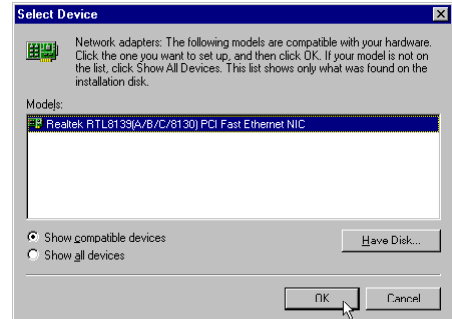 Select Device
Network adapters: The following models are compatible with your hardware.
Click the one you want to set up, and then click OK. If your model is not on
the list, click Show All Devices. This list shows only what was found on the
installation disk.
Models:
Realtek RTL8139(A/B/C/8130) PCI Fast Ethernet NIC
Show compatible devices
Show all devices
Have Disk...
OK
Cancel